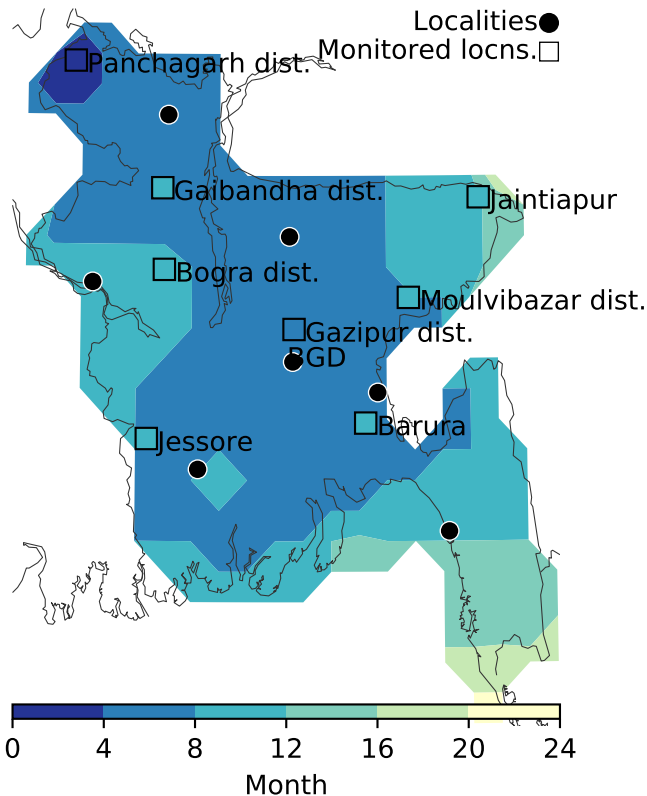 Localities
Monitored locns.
Panchagarh dist.
Gaibandha dist.
Jaintiapur
Bogra dist.
Moulvibazar dist.
Gazipur dist.
BGD
Barura
Jessore
0 4 8 12 16 20 24
Month